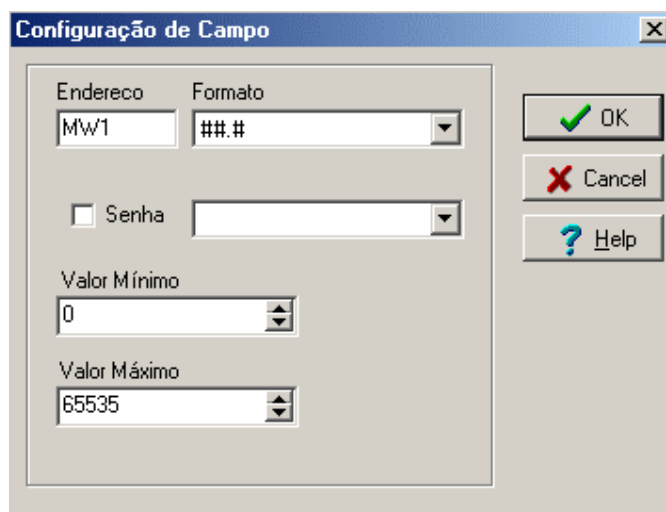 Configuração de Campo
Endereco Formato
MW1 ##.#
Senha
Valor Mínimo
0
Valor Máximo
65535
OK
Cancel
Help